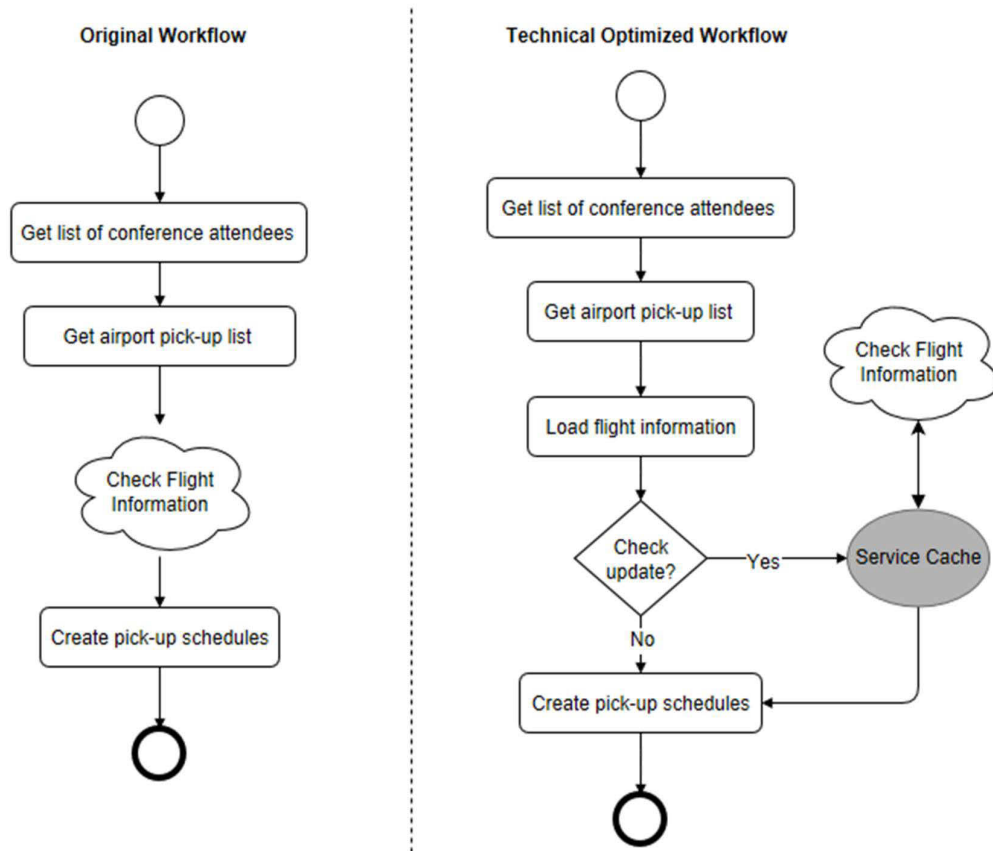 Original Workflow
Get list of conference attendees
Get airport pick-up list
Check Flight
Information
Create pick-up schedules
Technical Optimized Workflow
Get list of conference attendees
Get airport pick-up list
Load flight information
Check
update?
Yes
No
Check Flight
Information
Service Cache
Create pick-up schedules